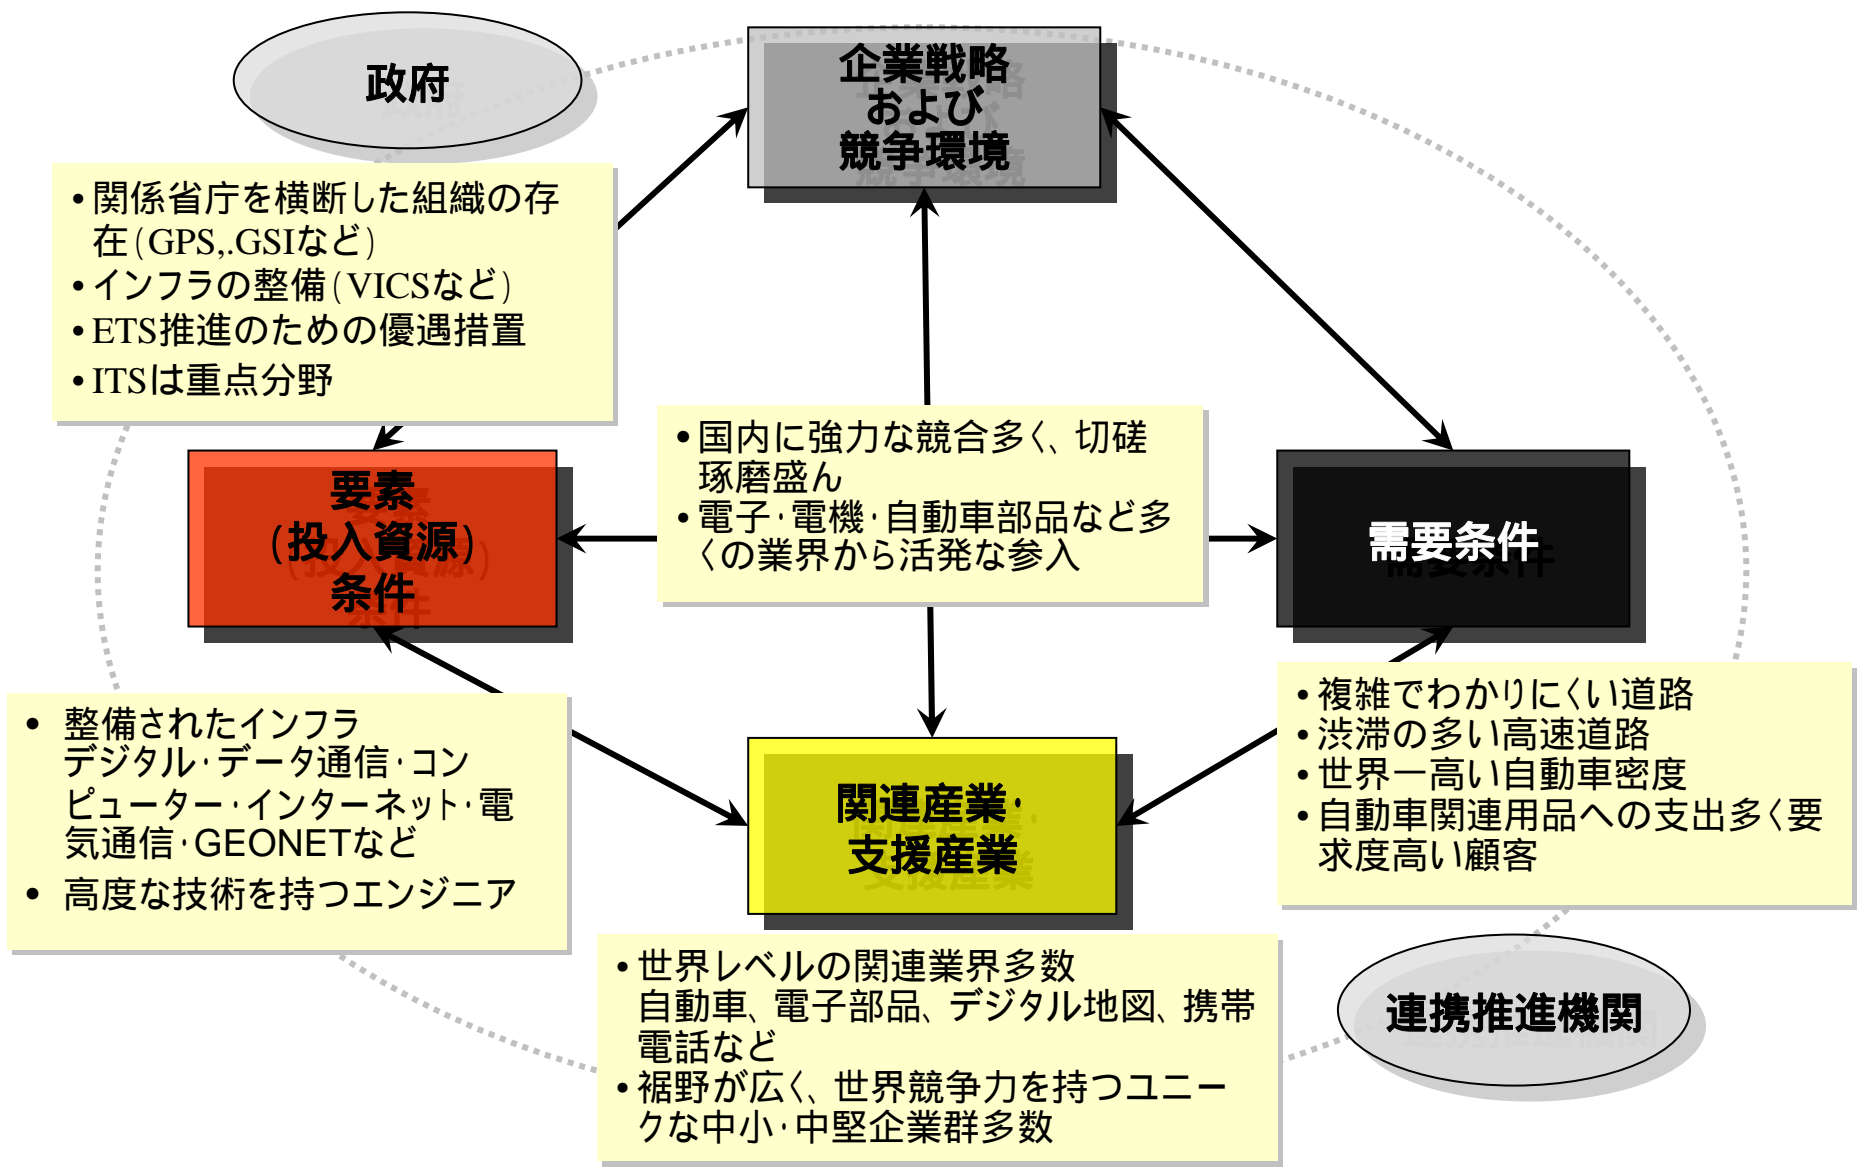 政府
企業戦略
および
競争環境
•関係省庁を横断した組織の存
在(GPS,.GSIなど)
•インフラの整備(VICSなど)
•ETS推進のための優遇措置
•ITSは重点分野
•国内に強力な競合多く、切磋
琢磨盛ん
•電子・電機・自動車部品など多
くの業界から活発な参入
要素
(投入資源)
条件
需要条件
• 整備されたインフラ
デジタル・データ通信・コン
ピューター・インターネット・電
気通信・GEONETなど
• 高度な技術を持つエンジニア
関連産業・
支援産業
•複雑でわかりにくい道路
•渋滞の多い高速道路
•世界一高い自動車密度
•自動車関連用品への支出多く要
求度高い顧客
•世界レベルの関連業界多数
自動車、電子部品、デジタル地図、携帯
電話など
•裾野が広く、世界競争力を持つユニー
クな中小・中堅企業群多数
連携推進機関